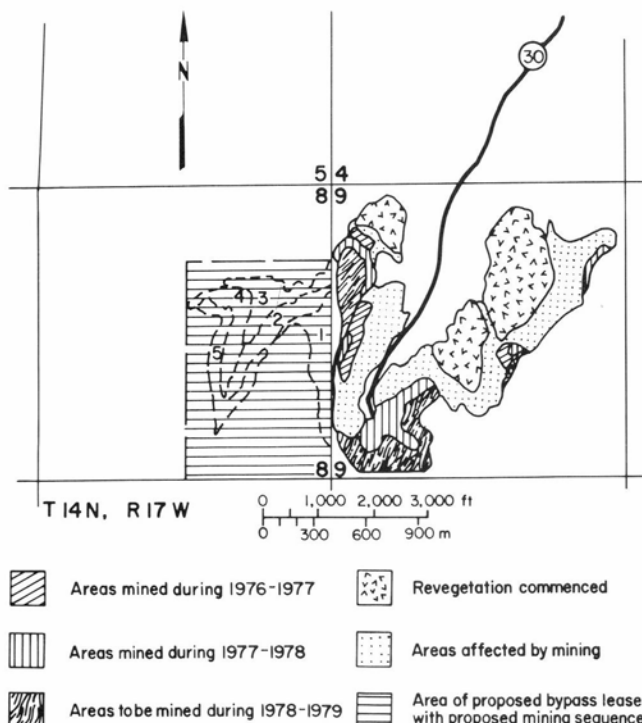 30
N
5 4
8 9
4 3
2
1
5
8 9
T 14N, R 17 W
0 1,000 2,000 3,000 ft
0 300 600 900 m
Areas mined during 1976-1977
Revegetation commenced
Areas mined during 1977-1978
Areas affected by mining
Areas to be mined during 1978-1979
Area of proposed bypass lease
with proposed mining sequence